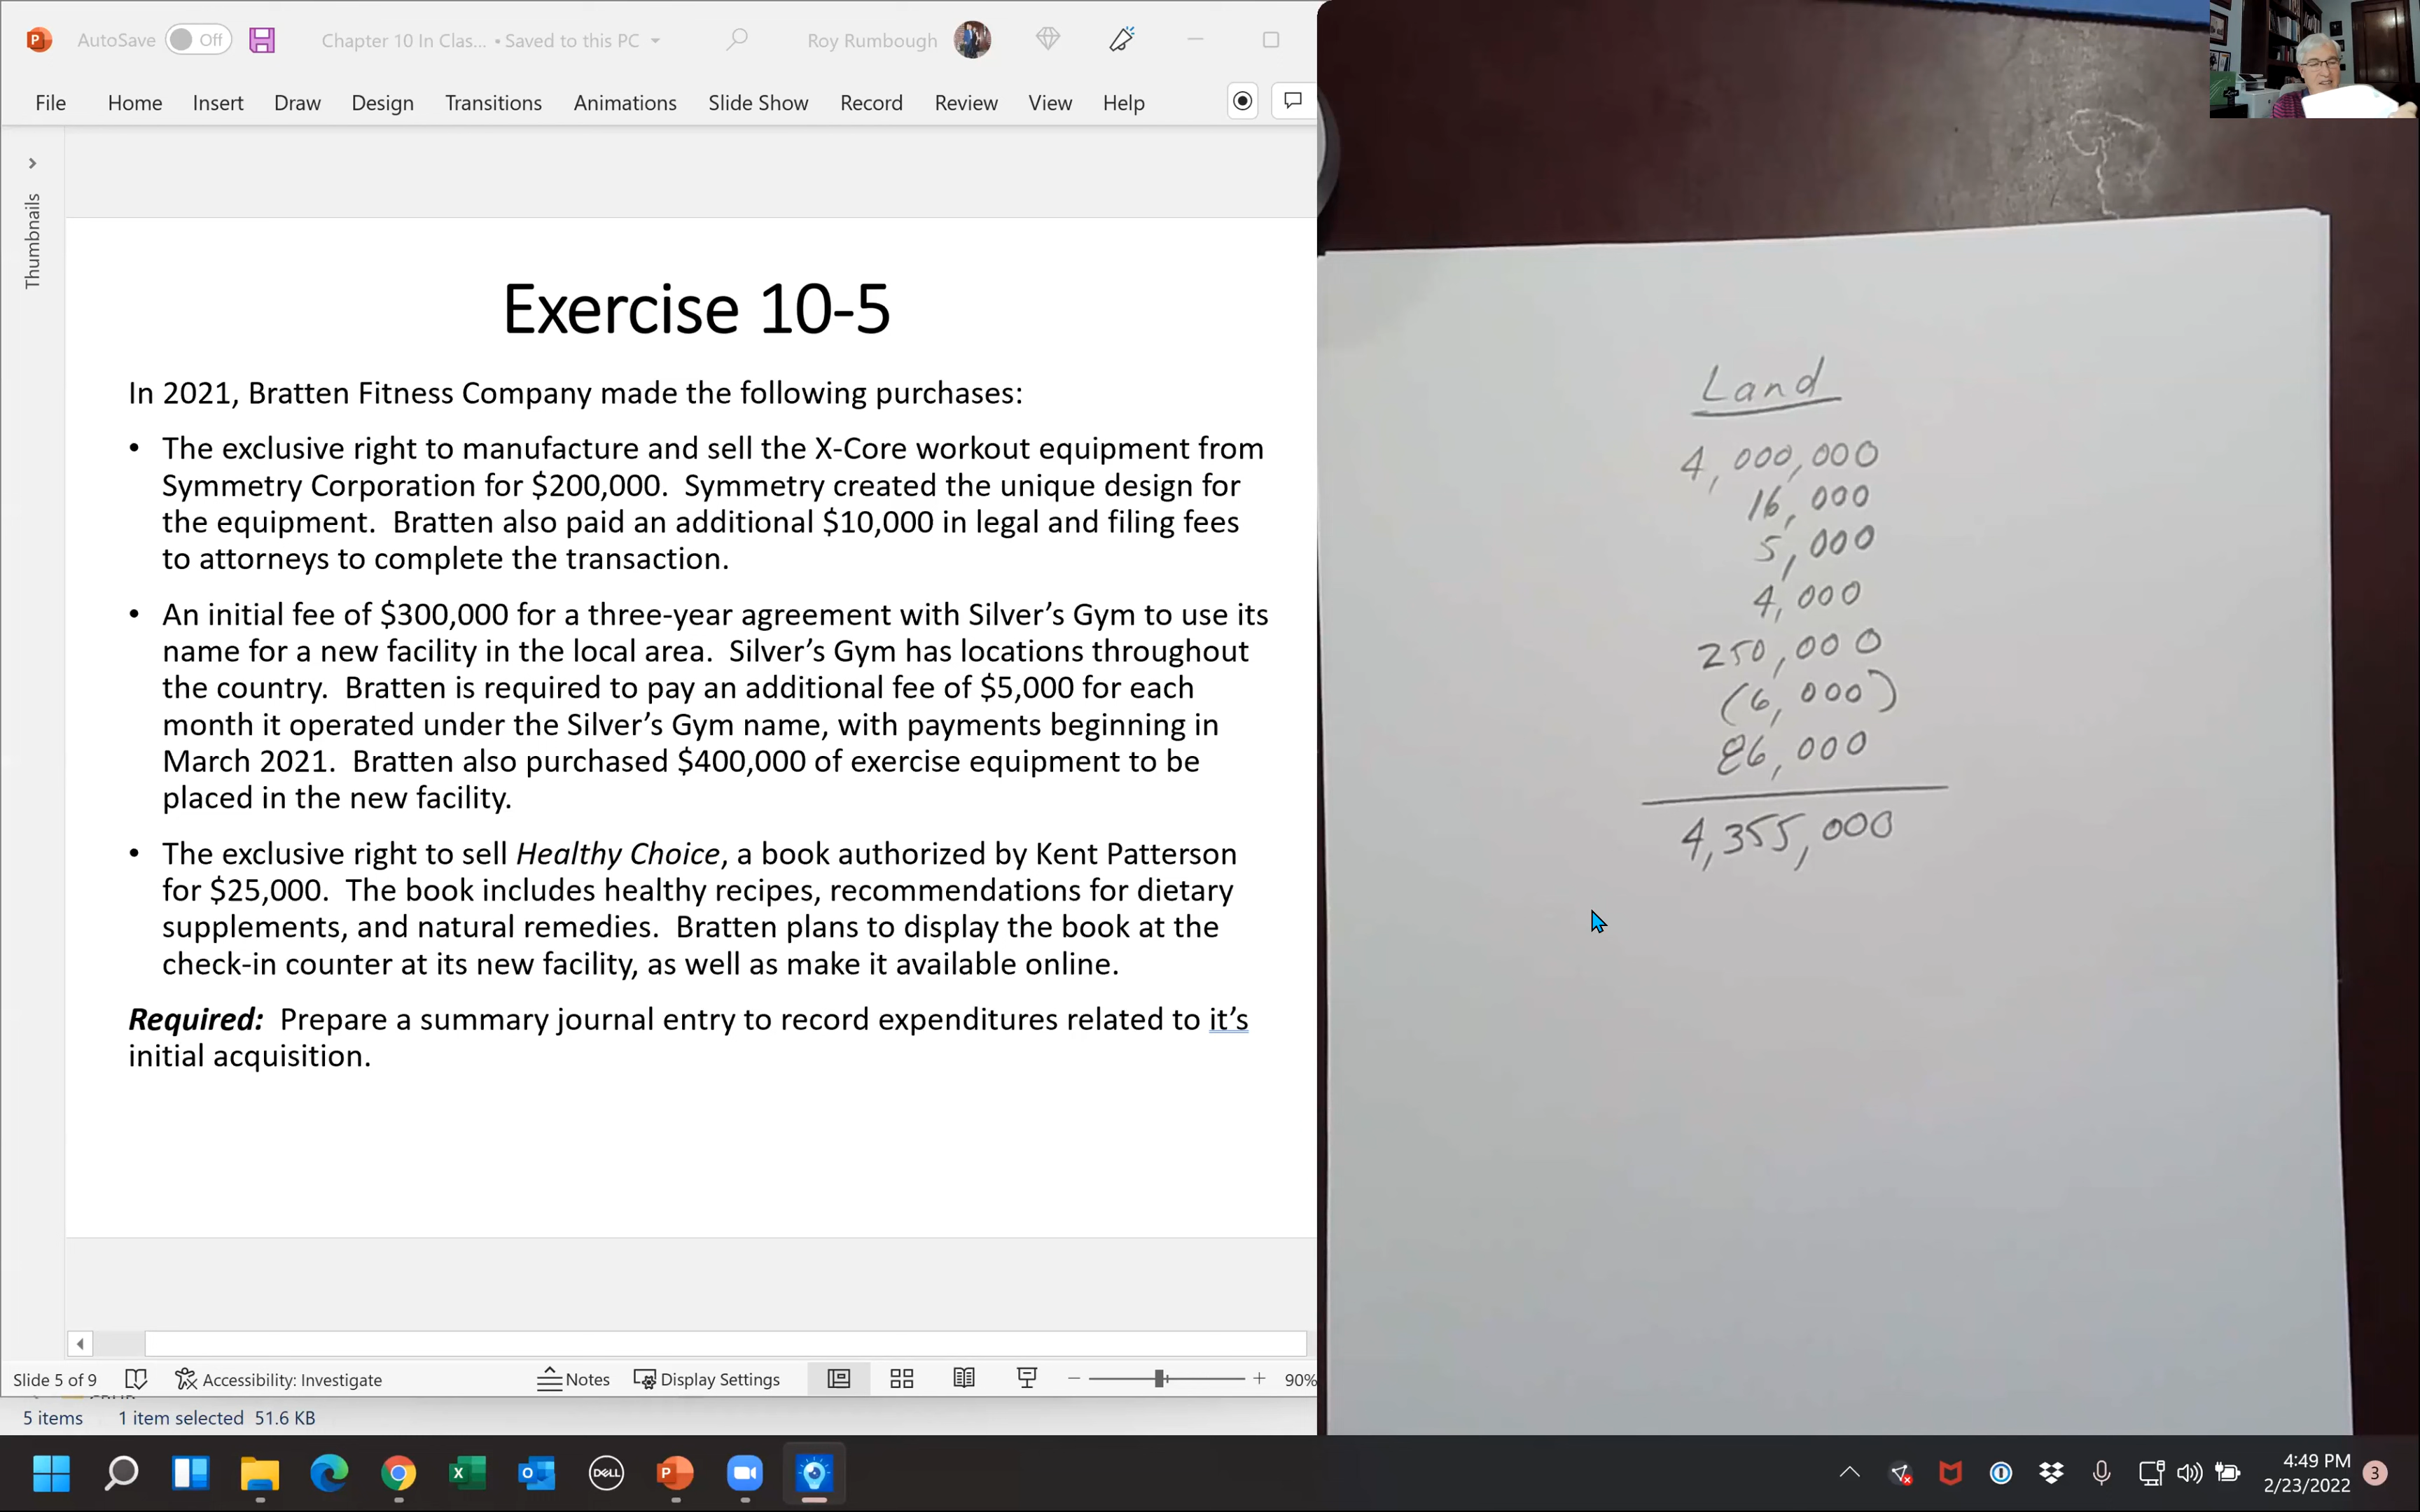 AutoSave Off Chapter 10 In Clas... • Saved to this PC Roy Rumbough
File Home Insert Draw Design Transitions Animations Slide Show Record Review View Help
Thumbnails
Exercise 10-5
In 2021, Bratten Fitness Company made the following purchases:
• The exclusive right to manufacture and sell the X-Core workout equipment from
Symmetry Corporation for $200,000. Symmetry created the unique design for
the equipment. Bratten also paid an additional $10,000 in legal and filing fees
to attorneys to complete the transaction.
• An initial fee of $300,000 for a three-year agreement with Silver’s Gym to use its
name for a new facility in the local area. Silver’s Gym has locations throughout
the country. Bratten is required to pay an additional fee of $5,000 for each
month it operated under the Silver’s Gym name, with payments beginning in
March 2021. Bratten also purchased $400,000 of exercise equipment to be
placed in the new facility.
• The exclusive right to sell Healthy Choice, a book authorized by Kent Patterson
for $25,000. The book includes healthy recipes, recommendations for dietary
supplements, and natural remedies. Bratten plans to display the book at the
check-in counter at its new facility, as well as make it available online.
Required: Prepare a summary journal entry to record expenditures related to it’s
initial acquisition.
Slide 5 of 9 Accessibility: Investigate Notes Display Settings 90%
5 items 1 item selected 51.6 KB
Land
4,000,000
16,000
5,000
4,000
250,000
(6,000)
86,000
4,355,000
DELL
4:49 PM
2/23/2022
3